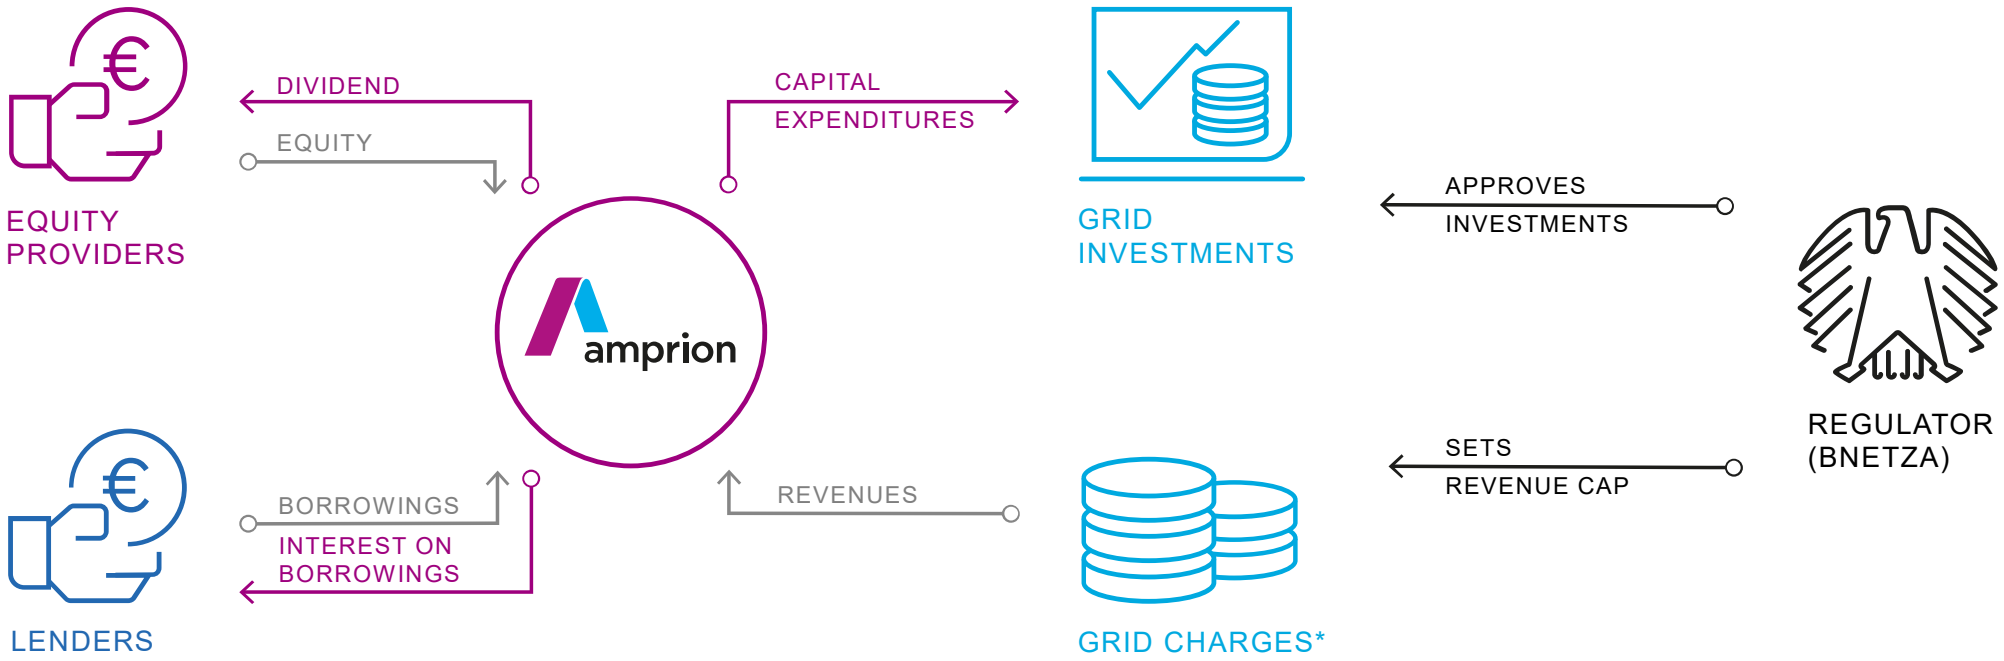 €
DIVIDEND
EQUITY
EQUITY
PROVIDERS
CAPITAL
EXPENDITURES
GRID
INVESTMENTS
APPROVES
INVESTMENTS
amprion
REGULATOR
(BNETZA)
€
BORROWINGS
INTEREST ON
BORROWINGS
LENDERS
REVENUES
GRID CHARGES*
SETS
REVENUE CAP